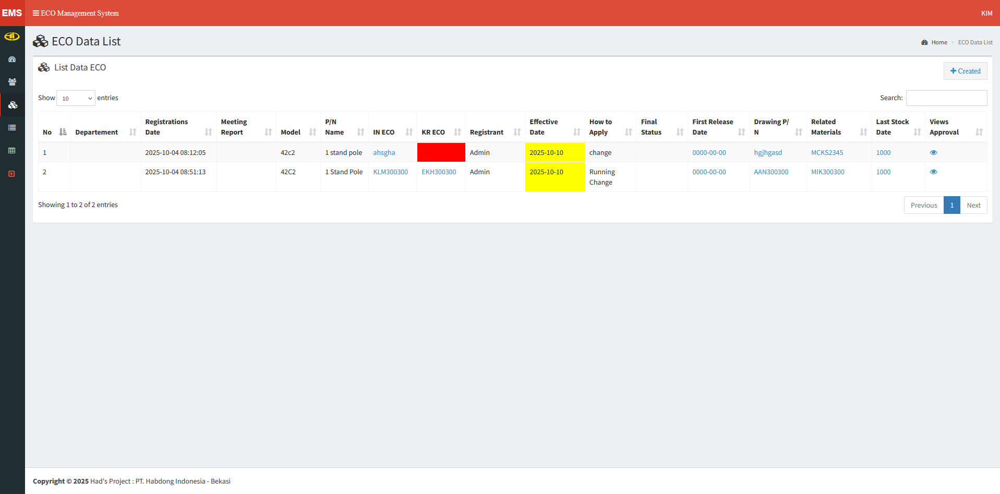 EMS
ECO Management System
KIM
ECO Data List
Home > ECO Data List
List Data ECO
Created
Show 10 entries
Search:
No Departement Registrations Date Meeting Report Model P/N Name IN ECO KR ECO Registrant Effective Date How to Apply Final Status First Release Date Drawing P/N Related Materials Last Stock Date Views Approval
1 2025-10-04 08:12:05 42c2 1 stand pole ahsgha Admin 2025-10-10 change 0000-00-00 hgjhgasd MCKS2345 1000
2 2025-10-04 08:51:13 42C2 1 Stand Pole KLM300300 EKH300300 Admin 2025-10-10 Running Change 0000-00-00 AAN300300 MIK300300 1000
Showing 1 to 2 of 2 entries
Previous 1 Next
Copyright © 2025 Had's Project : PT. Habdong Indonesia - Bekasi